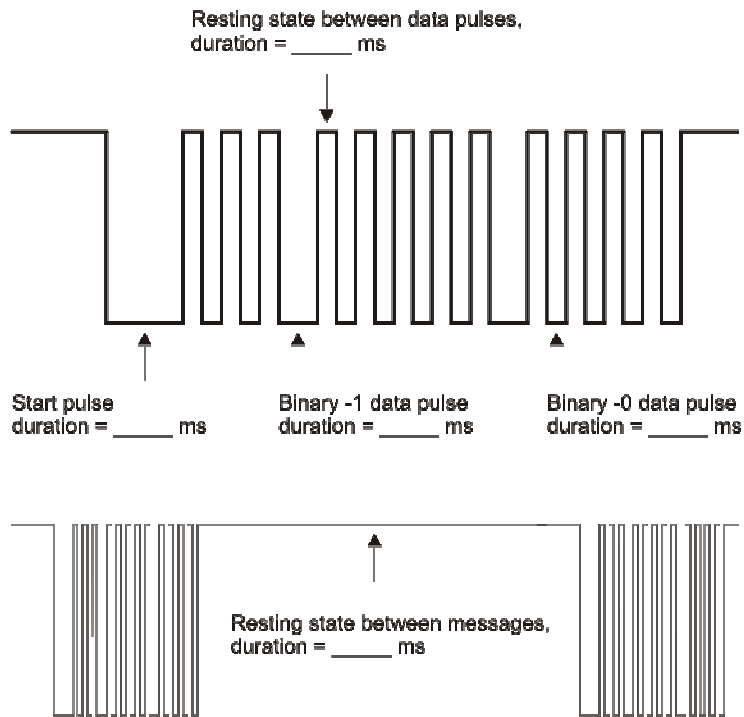 Resting state between data pulses,
duration = _____ ms
Start pulse
duration = _____ ms
Binary -1 data pulse
duration = _____ ms
Binary -0 data pulse
duration = _____ ms
Resting state between messages,
duration = _____ ms